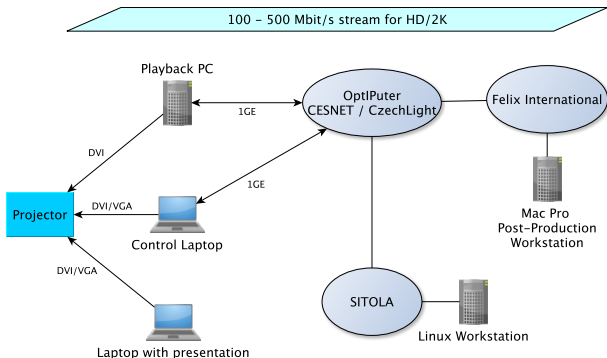 100 - 500 Mbit/s stream for HD/2K
Playback PC
OptIPuter
CESNET / CzechLight
Felix International
1GE
DVI
1GE
Projector
DVI/VGA
Control Laptop
Mac Pro
Post-Production
Workstation
DVI/VGA
SITOLA
Linux Workstation
Laptop with presentation